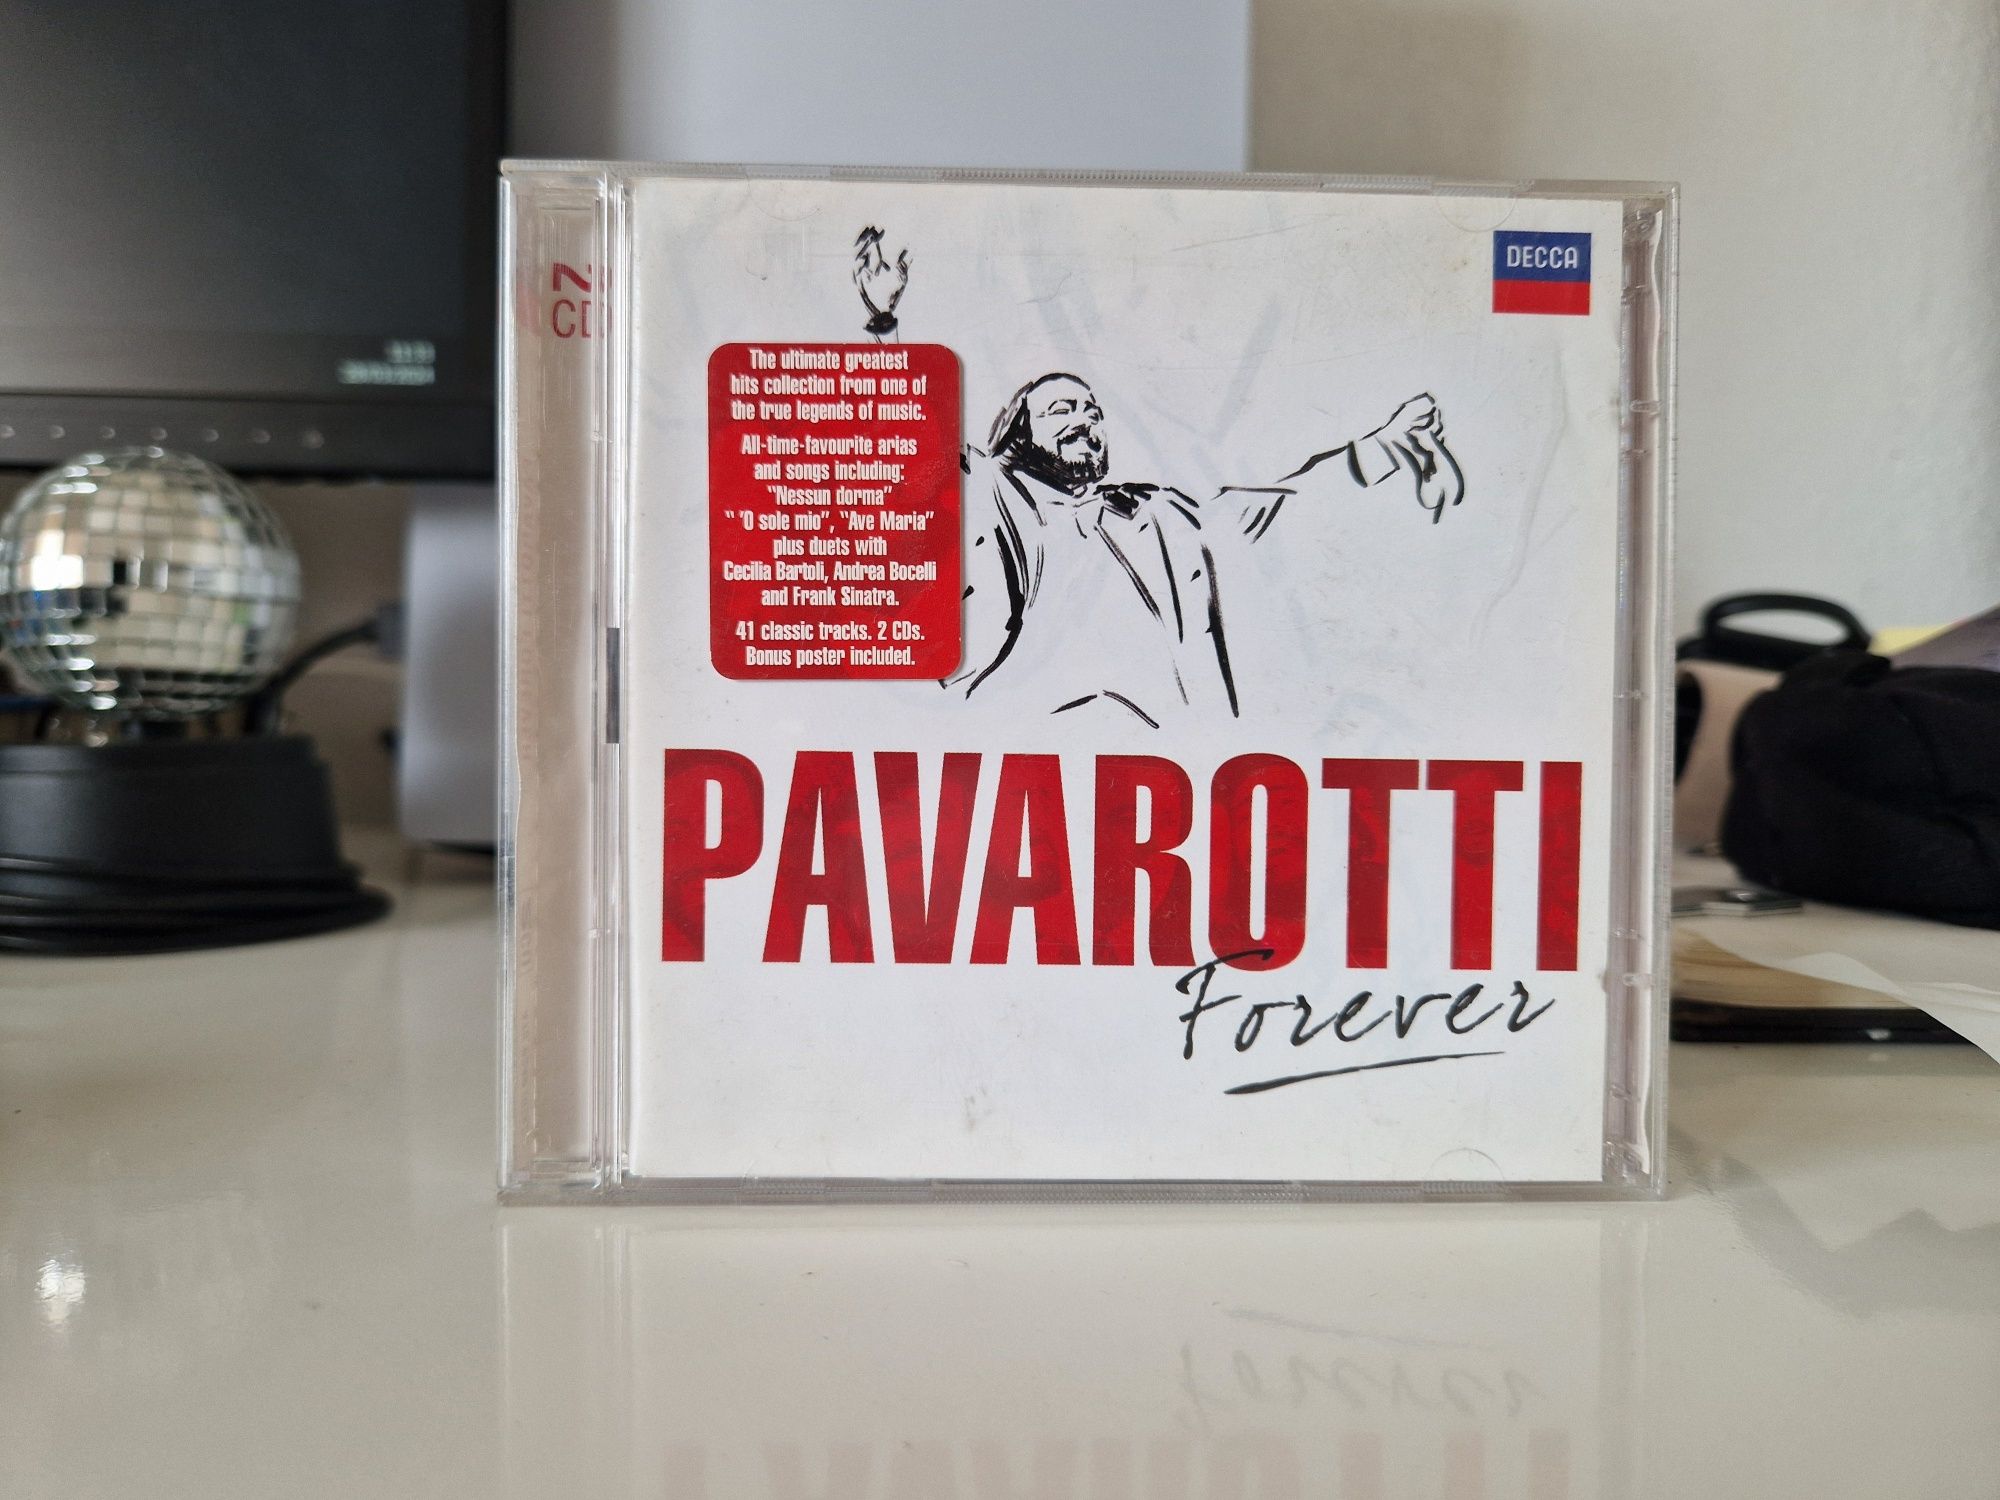 2
CD
DECCA
The ultimate greatest
hits collection from one of
the true legends of music.
All-time-favourite arias
and songs including:
“Nessun dorma”
“ 'O sole mio”, “Ave Maria”
plus duets with
Cecilia Bartoli, Andrea Bocelli
and Frank Sinatra.
41 classic tracks. 2 CDs.
Bonus poster included.
PAVAROTTI
Forever